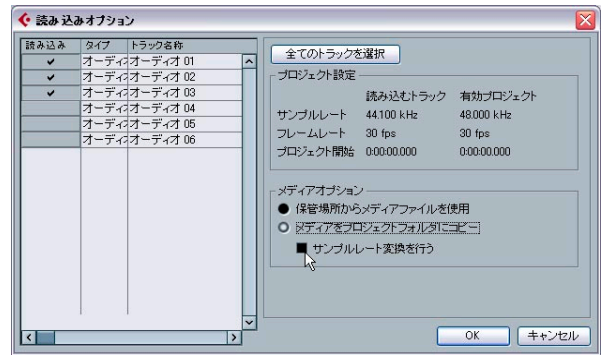 読み込みオプション
読み込み タイプ トラック名称
オーディオ オーディオ 01
オーディオ オーディオ 02
オーディオ オーディオ 03
オーディオ オーディオ 04
オーディオ オーディオ 05
オーディオ オーディオ 06
全てのトラックを選択
プロジェクト設定
読み込むトラック 有効プロジェクト
サンプルレート 44.100 kHz 48.000 kHz
フレームレート 30 fps 30 fps
プロジェクト開始 0:00:00.000 0:00:00.000
メディアオプション
保管場所からメディアファイルを使用
メディアをプロジェクトフォルダにコピー
サンプルレート変換を行う
OK キャンセル